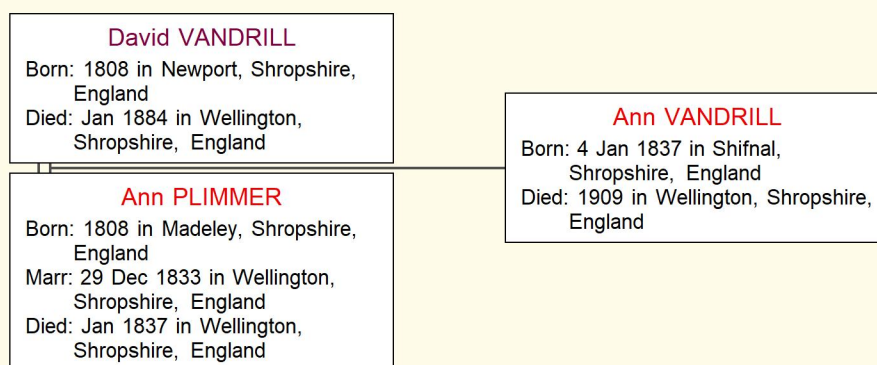 David VANDRILL
Born: 1808 in Newport, Shropshire,
England
Died: Jan 1884 in Wellington,
Shropshire, England
Ann PLIMMER
Born: 1808 in Madeley, Shropshire,
England
Marr: 29 Dec 1833 in Wellington,
Shropshire, England
Died: Jan 1837 in Wellington,
Shropshire, England
Ann VANDRILL
Born: 4 Jan 1837 in Shifnal,
Shropshire, England
Died: 1909 in Wellington, Shropshire,
England